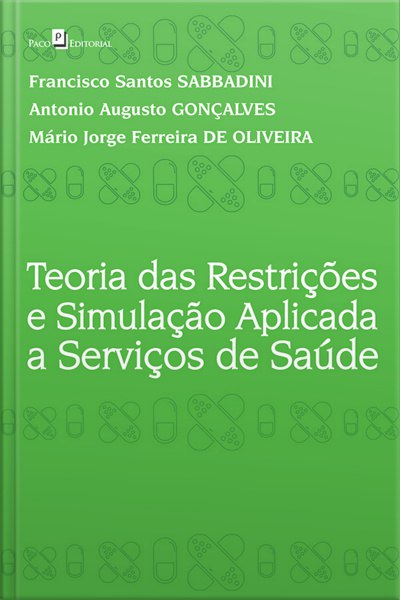 PACO P EDITORIAL
Francisco Santos SABBADINI
Antonio Augusto GONÇALVES
Mário Jorge Ferreira DE OLIVEIRA
Teoria das Restrições
e Simulação Aplicada
a Serviços de Saúde